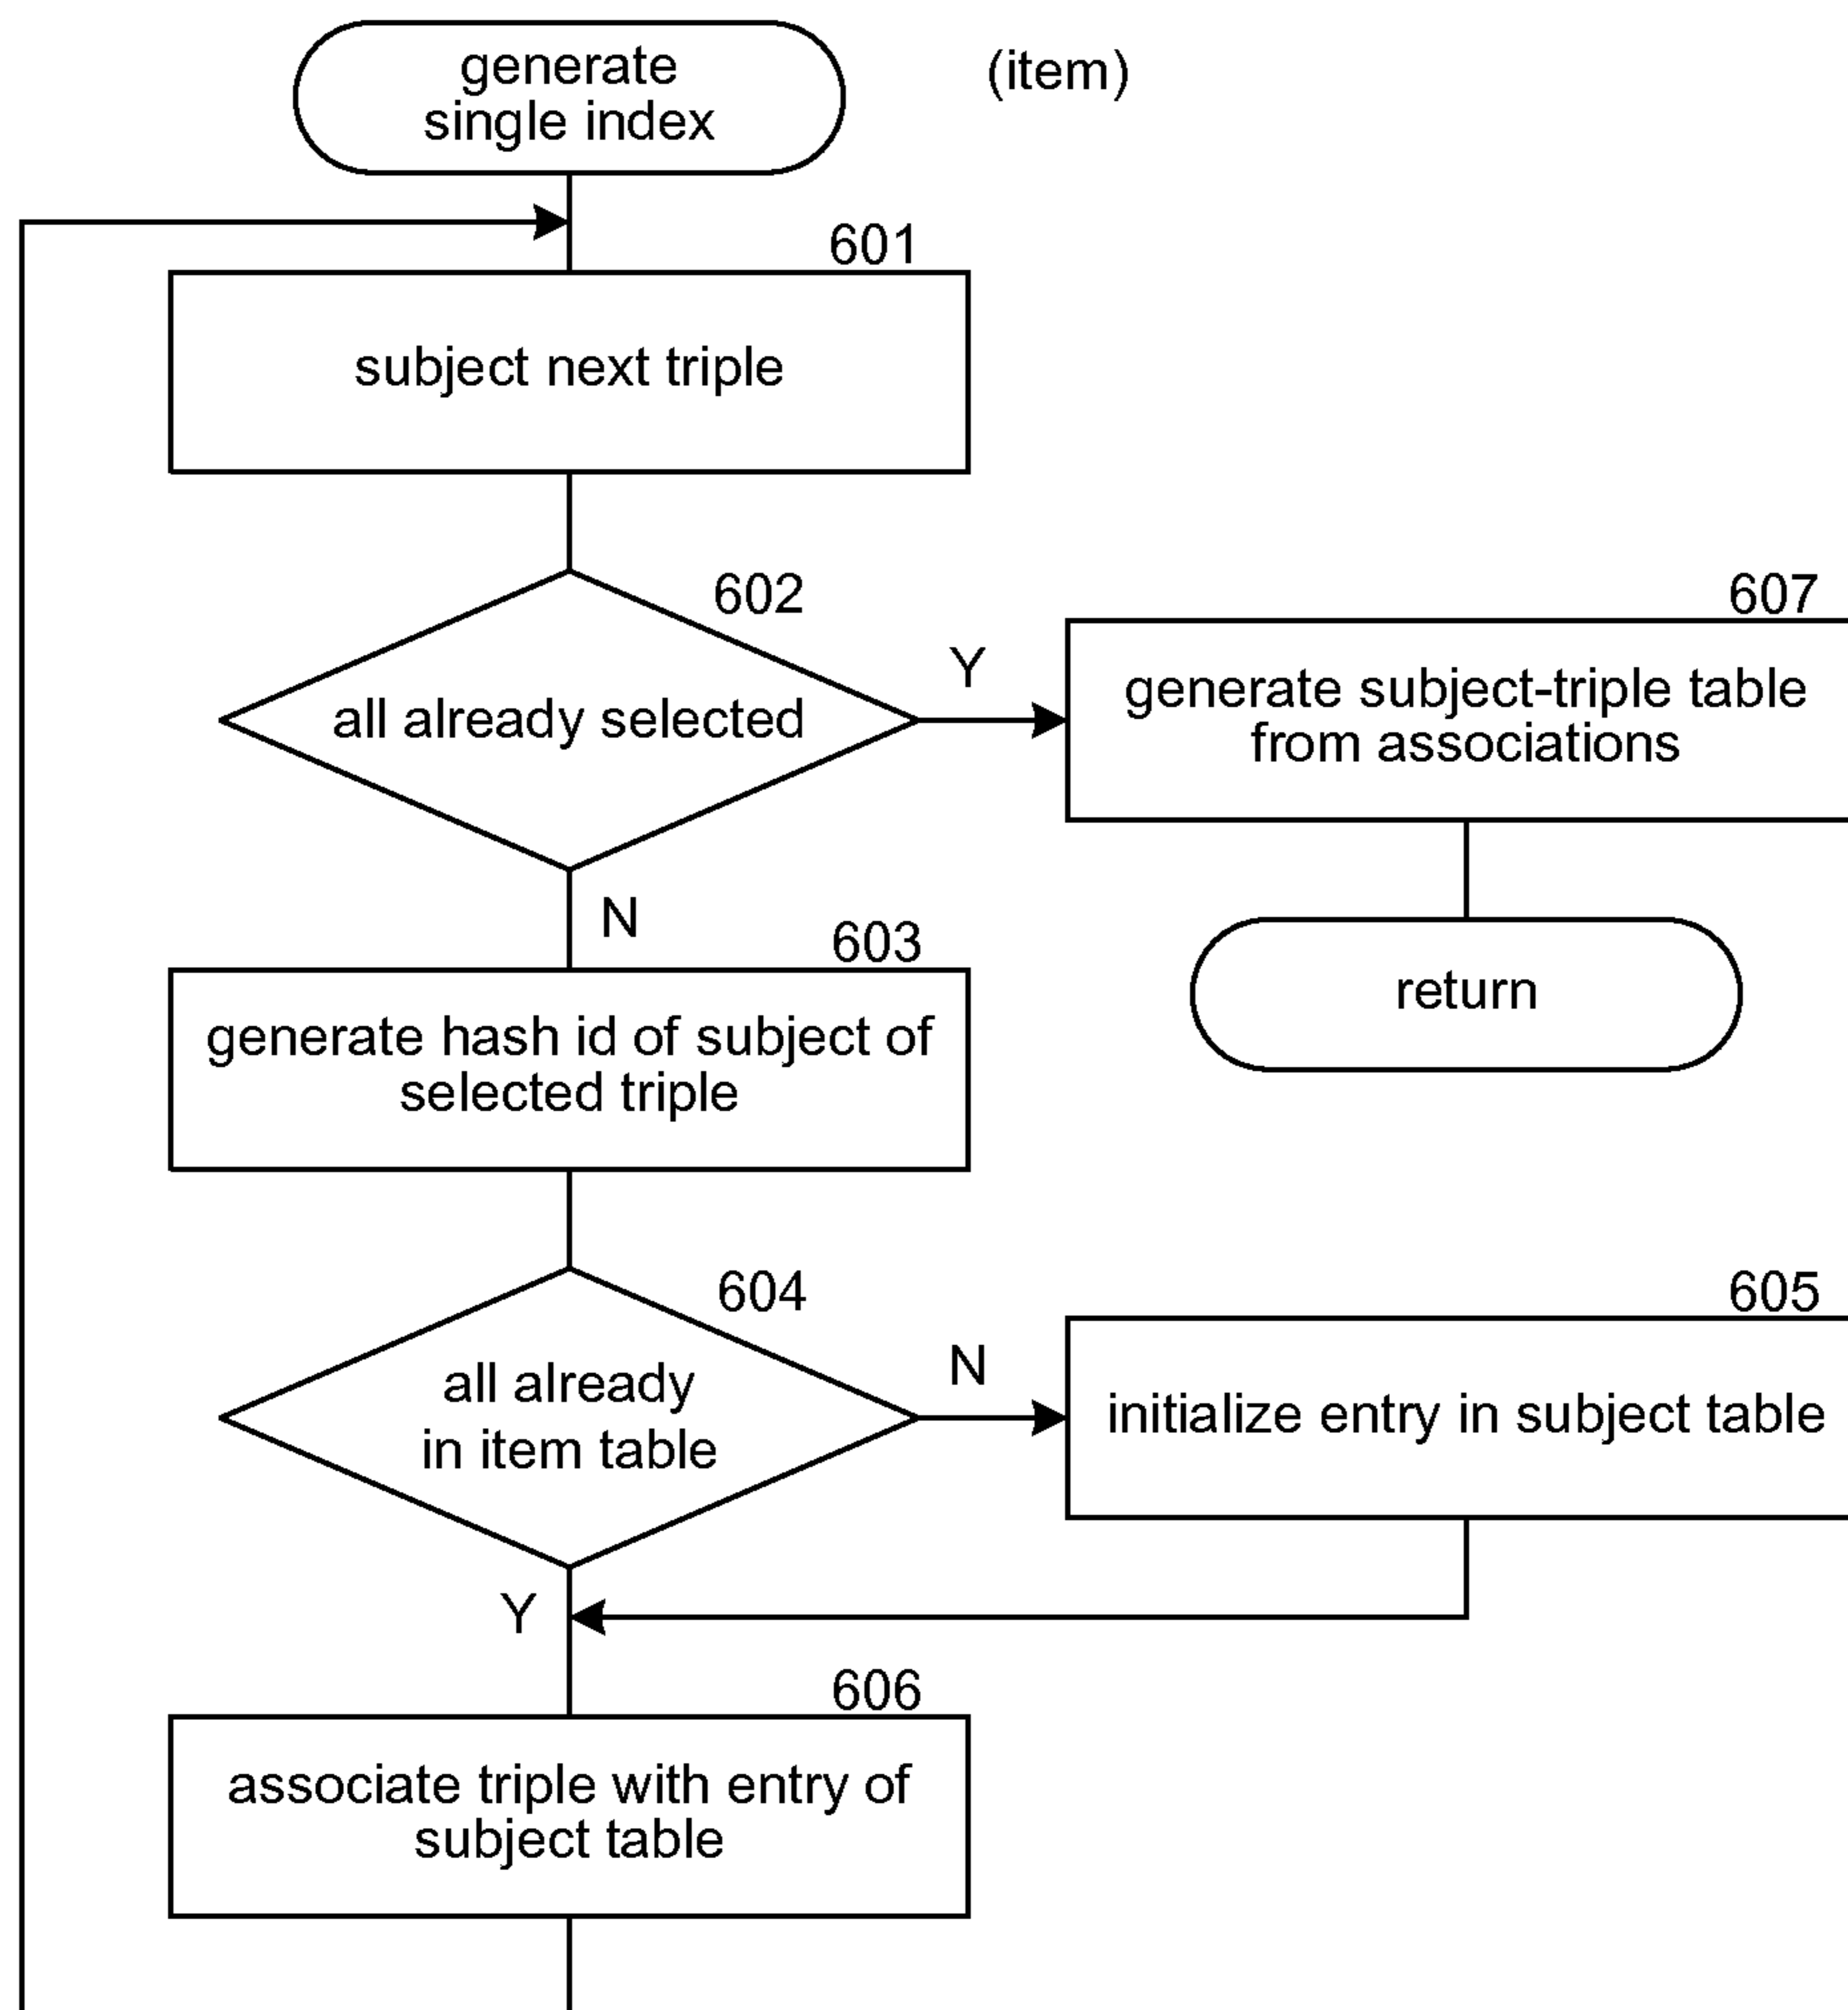 generate
single index
(item)
601
subject next triple
602
all already selected
Y
607
generate subject-triple table
from associations
N
603
generate hash id of subject of
selected triple
return
604
all already
in item table
N
605
initialize entry in subject table
Y
606
associate triple with entry of
subject table